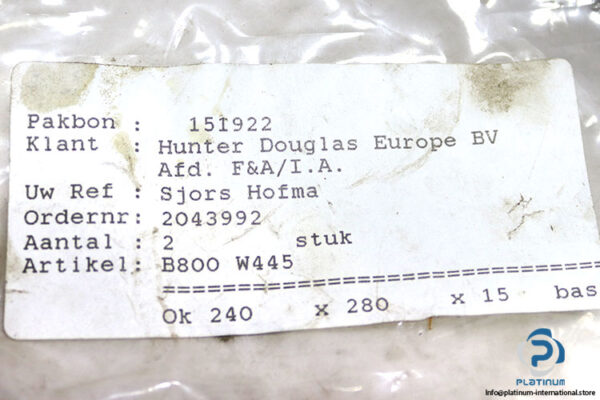 Pakbon : 151922
Klant : Hunter Douglas Europe BV
Afd. F&A/I.A.
Uw Ref : Sjors Hofma
Ordernr: 2043992
Aantal : 2 stuk
Artikel: B800 W445
================================
Ok 240 x 280 x 15 bas
PLATINUM
Info@platinum-international.store